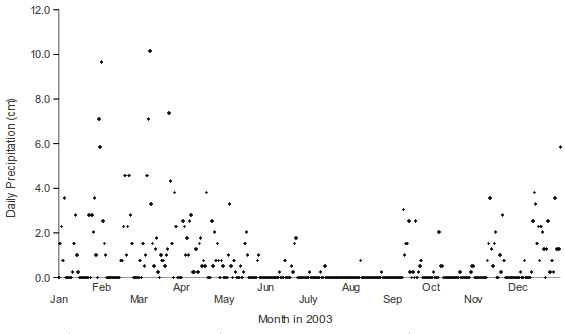 12.0
10.0
8.0
6.0
4.0
2.0
0.0
Daily Precipitation (cm)
Feb Apr Jun Aug Oct Dec
Jan Mar May July Sep Nov
Month in 2003